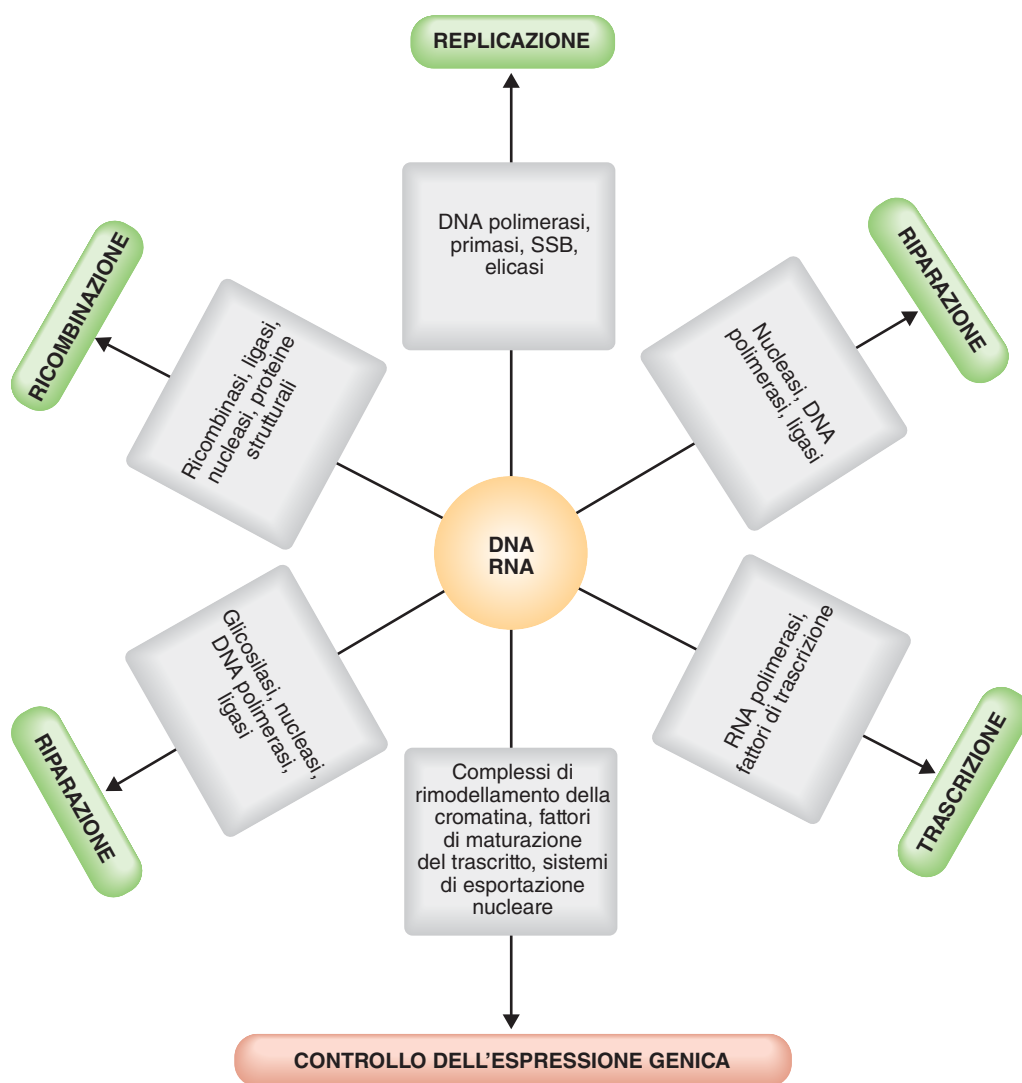 REPLICAZIONE
DNA polimerasi,
primasi, SSB,
elicasi
RIPARAZIONE
Nucleasi, DNA
polimerasi, ligasi
RICOMBINAZIONE
Ricombinasi, ligasi,
nucleasi, proteine
strutturali
DNA
RNA
Glicosilasi, nucleasi,
DNA polimerasi,
ligasi
RIPARAZIONE
RNA polimerasi,
fattori di trascrizione
TRASCRIZIONE
Complessi di
rimodellamento della
cromatina, fattori
di maturazione
del trascritto, sistemi
di esportazione
nucleare
CONTROLLO DELL'ESPRESSIONE GENICA